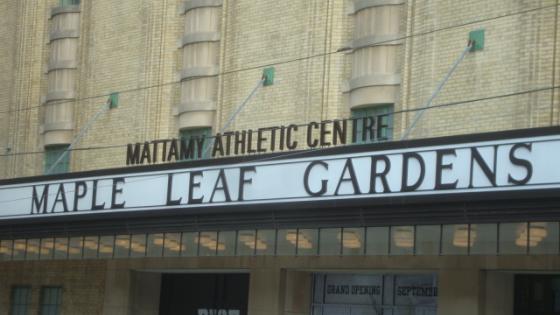 MATTAMY ATHLETIC CENTRE
MAPLE LEAF GARDENS
GRAND OPENING SEPTEMBER